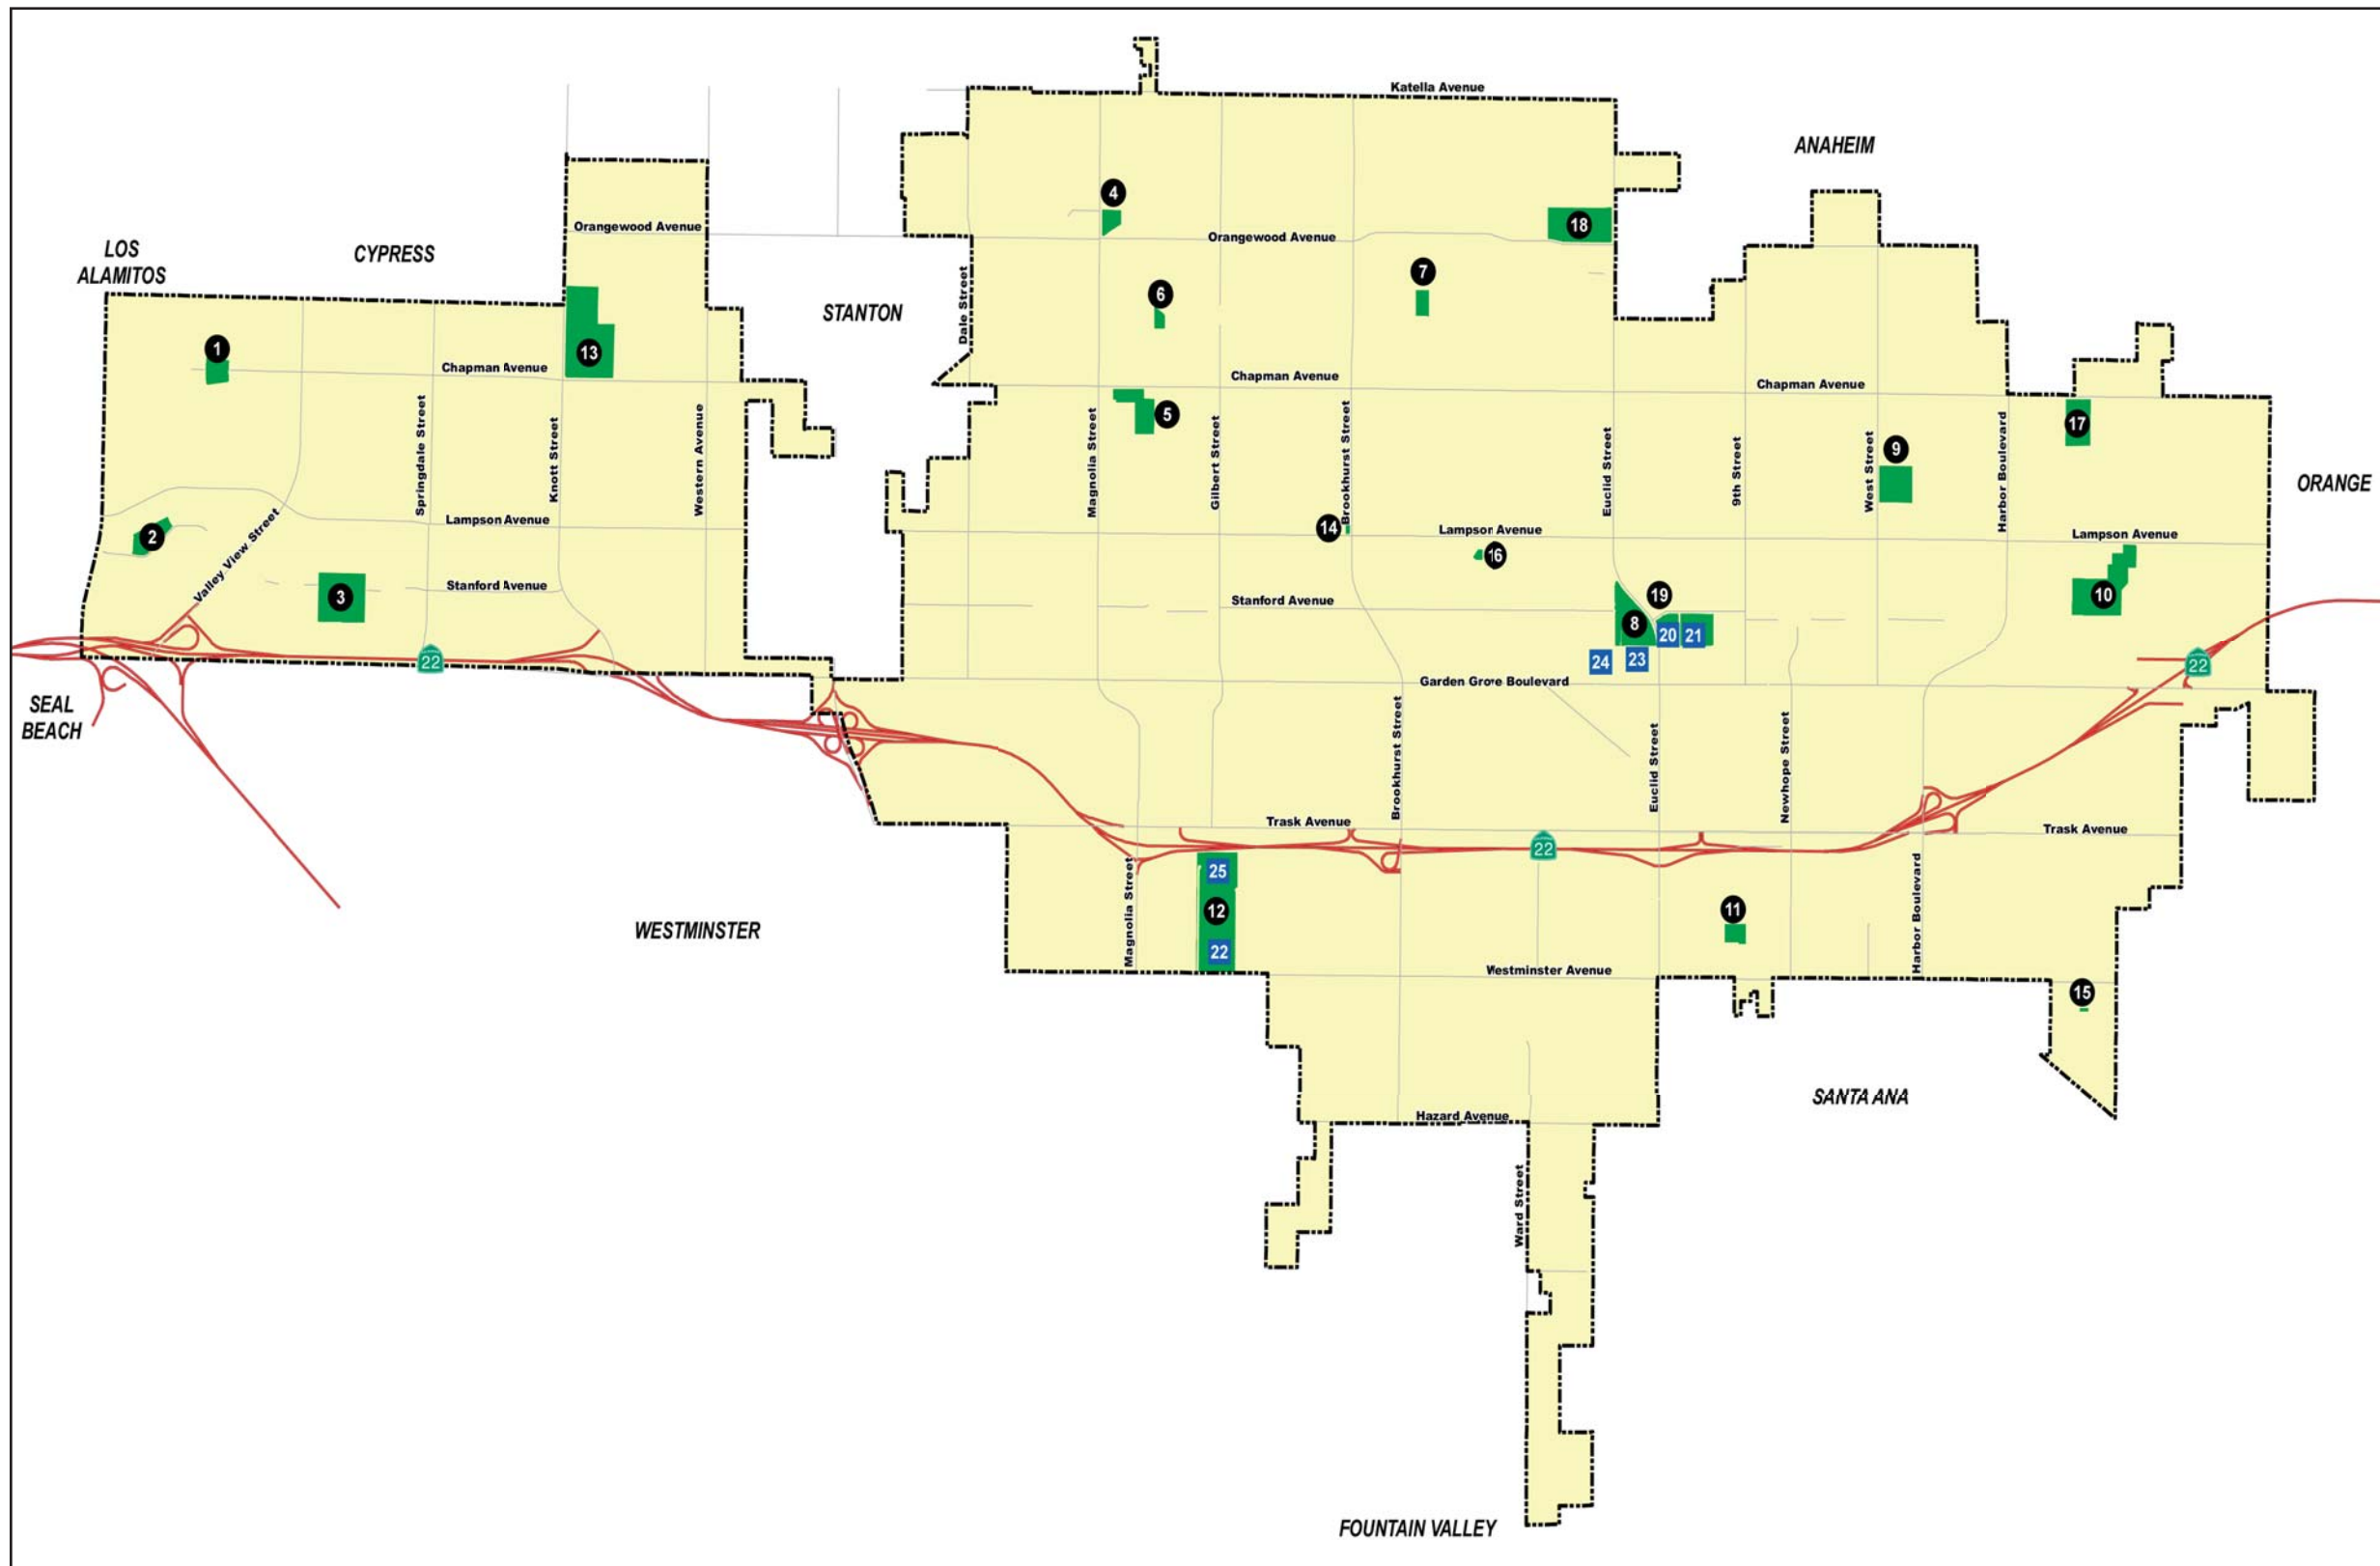 Katella Avenue
ANAHEIM
4
Orangewood Avenue
18
Orangewood Avenue
LOS
ALAMITOS
CYPRESS
7
6
STANTON
Dale Street
1
13
Chapman Avenue
Chapman Avenue
Chapman Avenue
5
17
Springdale Street
Knott Street
Western Avenue
Magnolia Street
Gilbert Street
Brookhurst Street
Euclid Street
9th Street
West Street
9
Harbor Boulevard
ORANGE
Lampson Avenue
14
Lampson Avenue
Lampson Avenue
2
Valley View Street
16
3
Stanford Avenue
Stanford Avenue
19
10
8
20
21
22
24
23
22
Garden Grove Boulevard
SEAL
BEACH
Brookhurst Street
Euclid Street
Newhope Street
Trask Avenue
Trask Avenue
22
25
Magnolia Street
12
11
Harbor Boulevard
WESTMINSTER
22
Westminster Avenue
15
SANTA ANA
Hazard Avenue
Ward Street
FOUNTAIN VALLEY